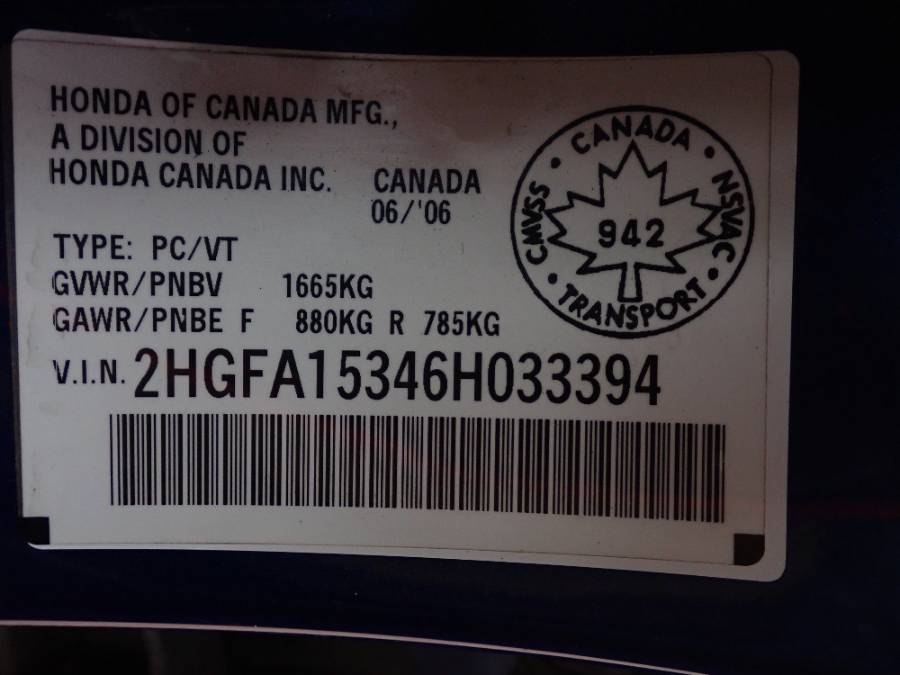 HONDA OF CANADA MFG.,
A DIVISION OF
HONDA CANADA INC. CANADA
06/'06
TYPE: PC/VT
GVWR/PNBV 1665KG
GAWR/PNBE F 880KG R 785KG
V.I.N. 2HGFA15346H033394
CANADA
CMVSS
942
NSVAC
TRANSPORT